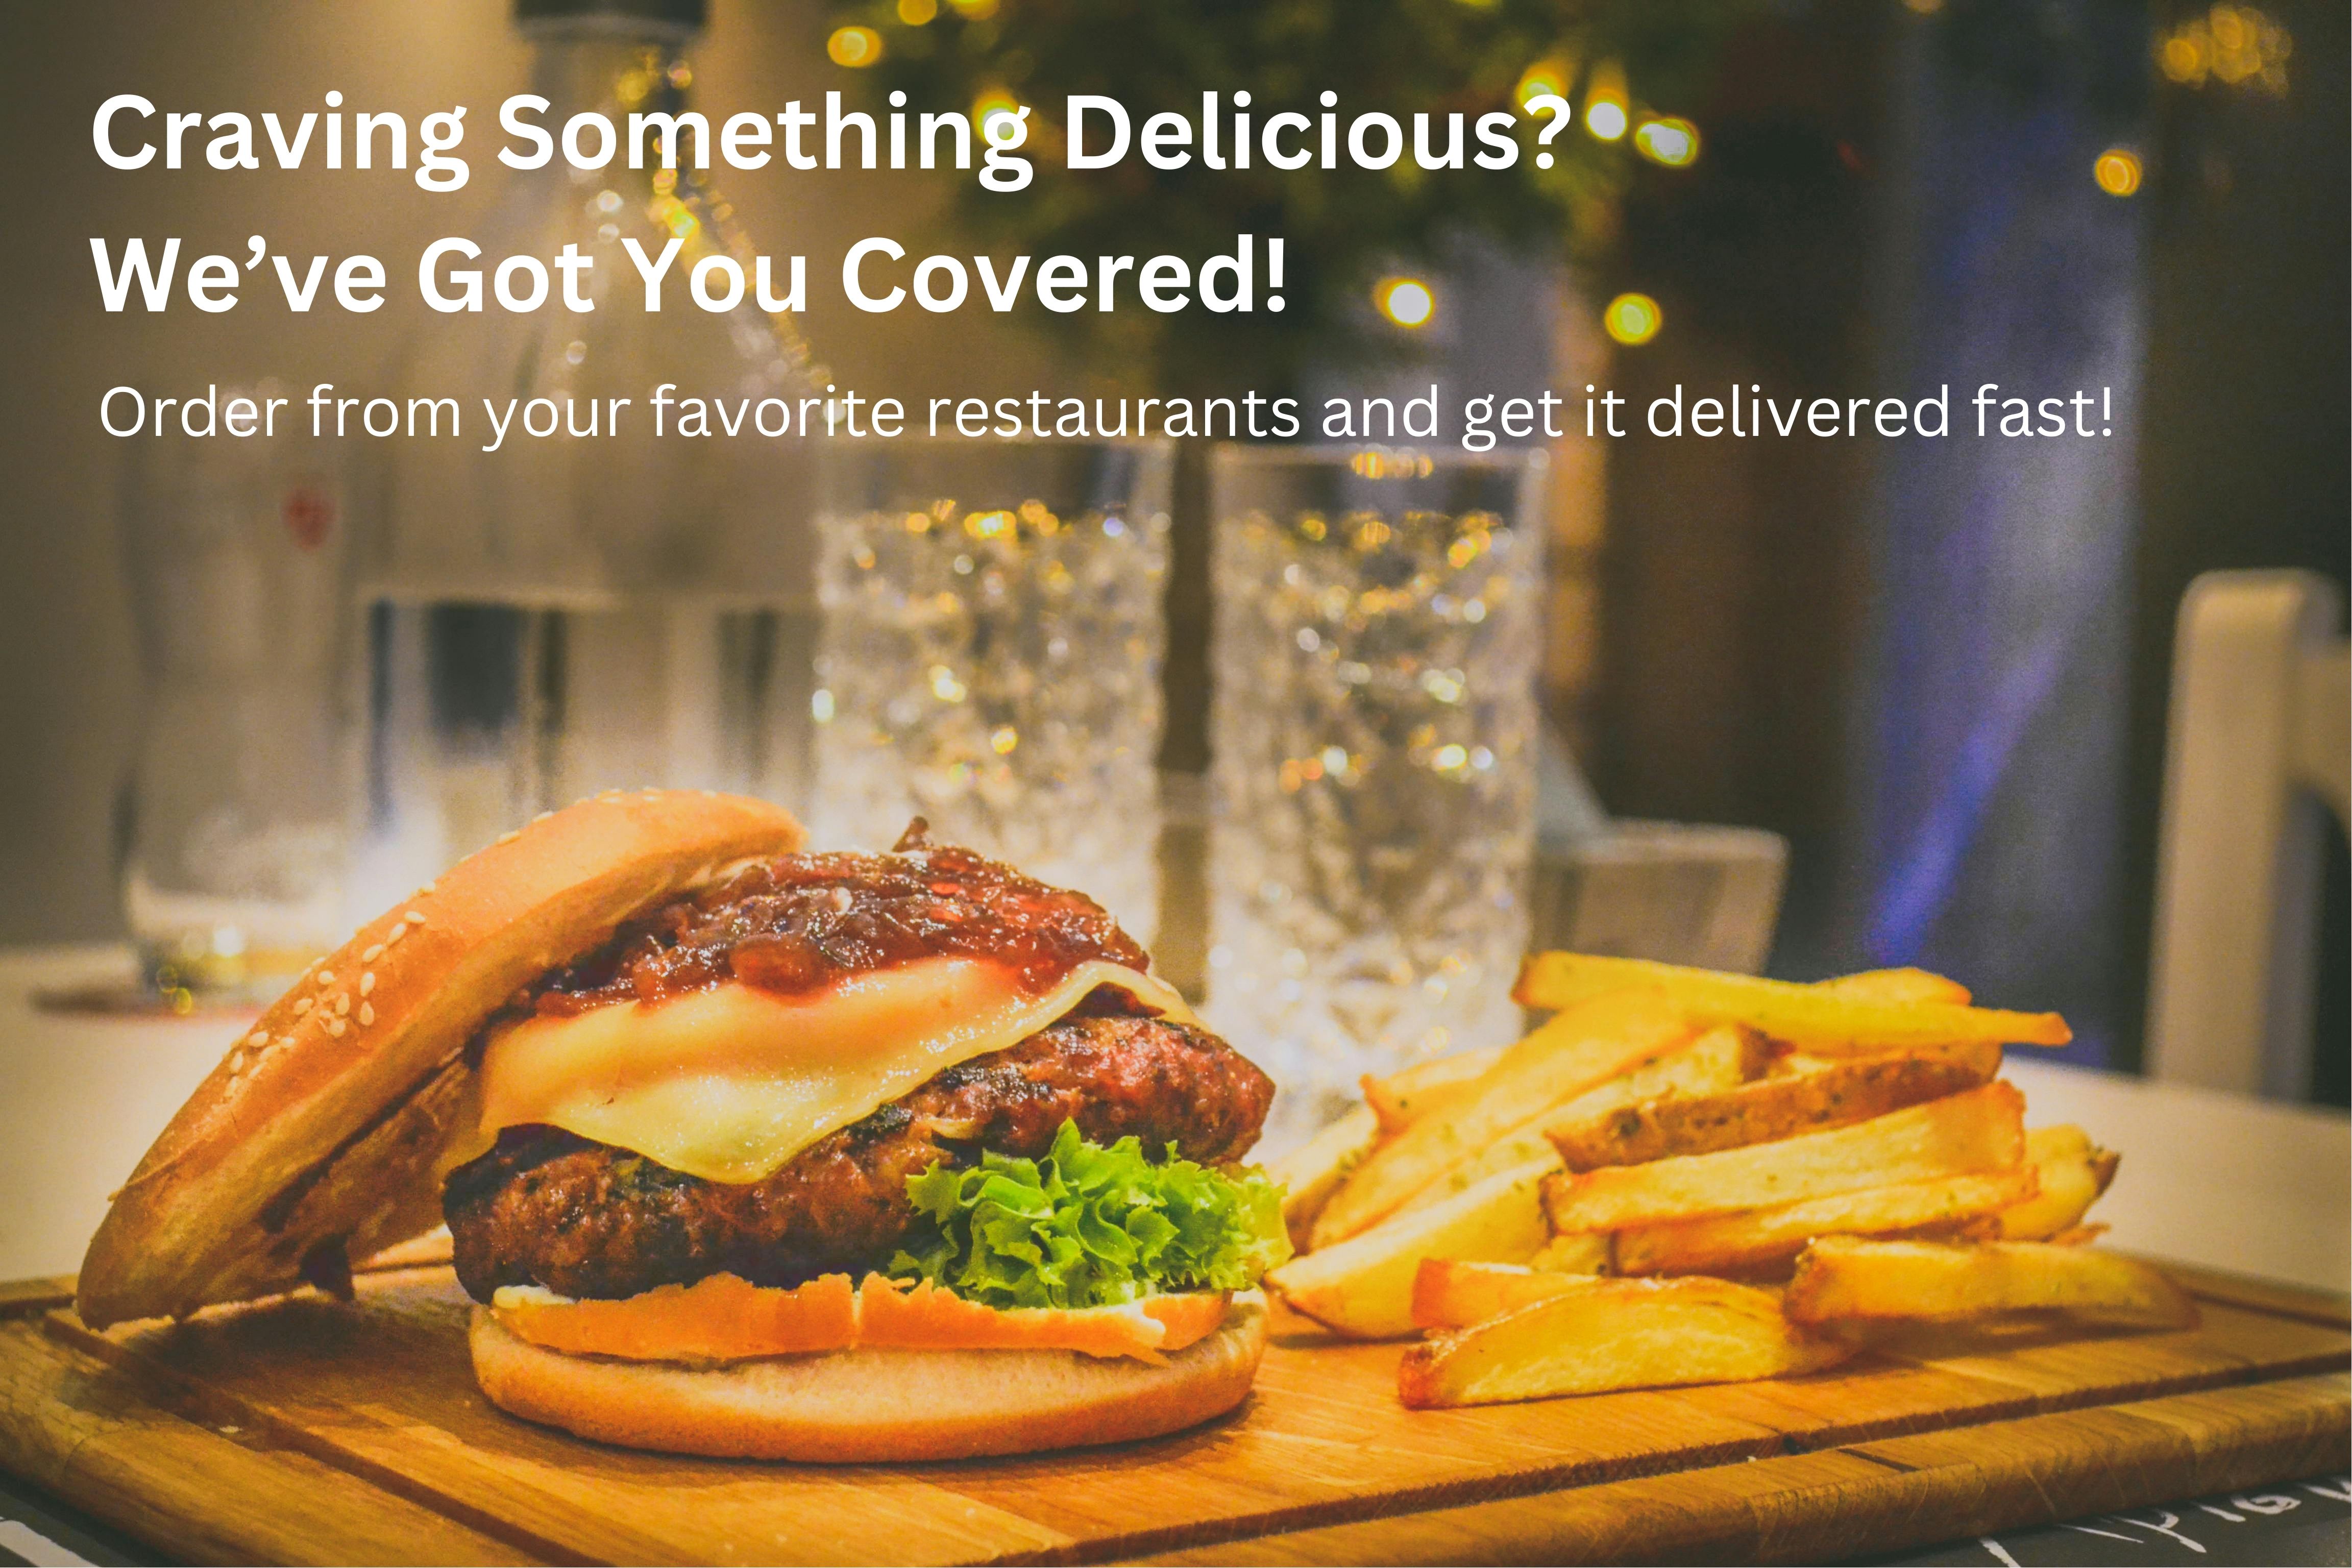 Craving Something Delicious?
We’ve Got You Covered!
Order from your favorite restaurants and get it delivered fast!